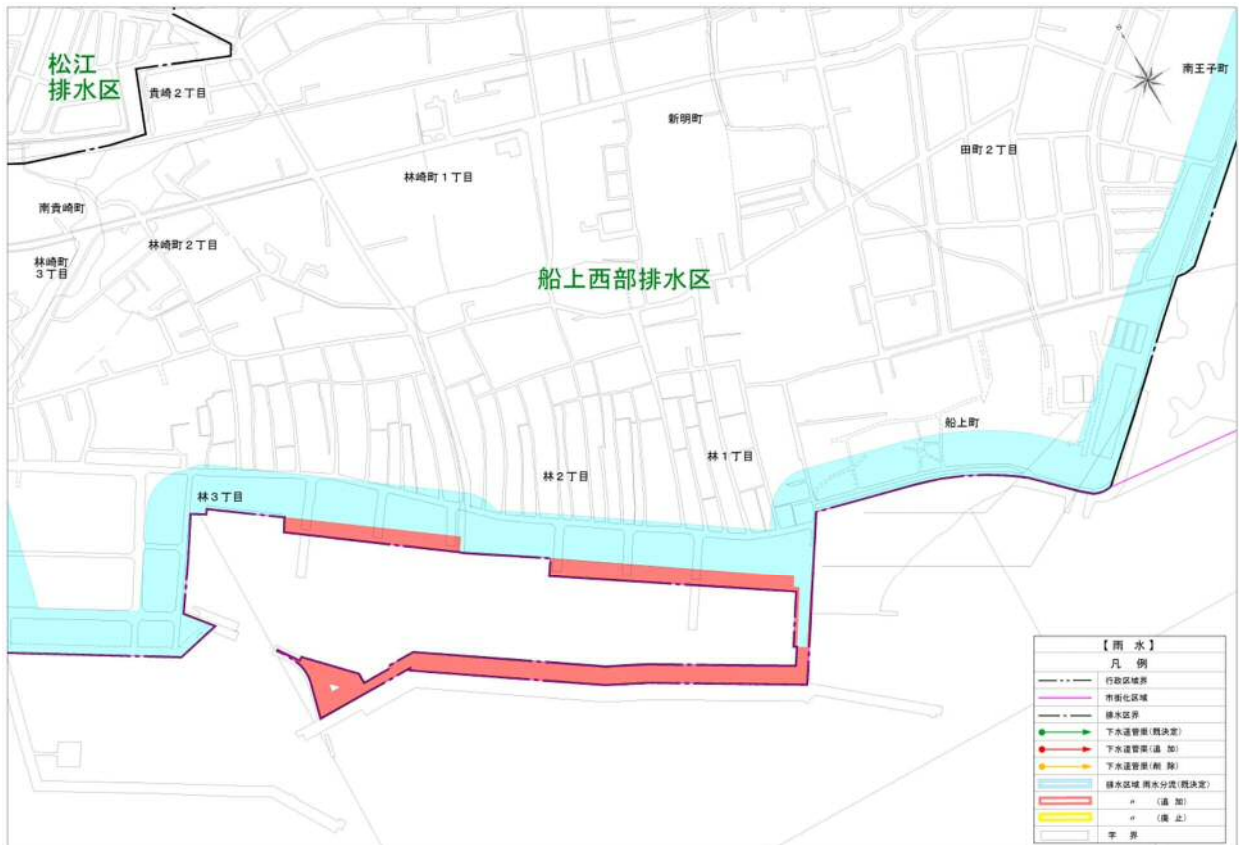 松江
排水区
貴崎2丁目
南王子町
新明町
田町2丁目
林崎町1丁目
南貴崎町
林崎町2丁目
林崎町
3丁目
船上西部排水区
船上町
林1丁目
林2丁目
林3丁目
【雨 水】
凡 例
行政区域界
市街化区域
排水区界
下水道管渠(既決定)
下水道管渠(追 加)
下水道管渠(削 除)
排水区域 雨水分流(既決定)
〃 (追 加)
〃 (廃 止)
字 界